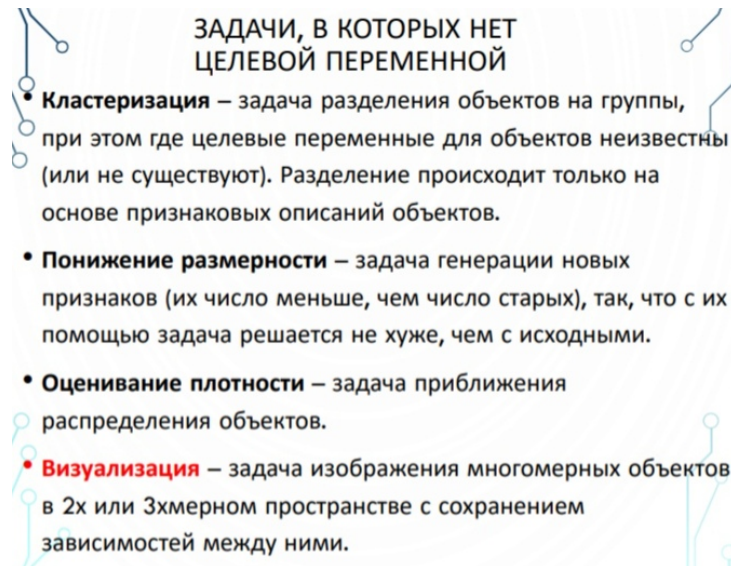 ЗАДАЧИ, В КОТОРЫХ НЕТ
ЦЕЛЕВОЙ ПЕРЕМЕННОЙ
• Кластеризация – задача разделения объектов на группы,
при этом где целевые переменные для объектов неизвестны
(или не существуют). Разделение происходит только на
основе признаковых описаний объектов.
• Понижение размерности – задача генерации новых
признаков (их число меньше, чем число старых), так, что с их
помощью задача решается не хуже, чем с исходными.
• Оценивание плотности – задача приближения
распределения объектов.
• Визуализация – задача изображения многомерных объектов
в 2х или 3хмерном пространстве с сохранением
зависимостей между ними.